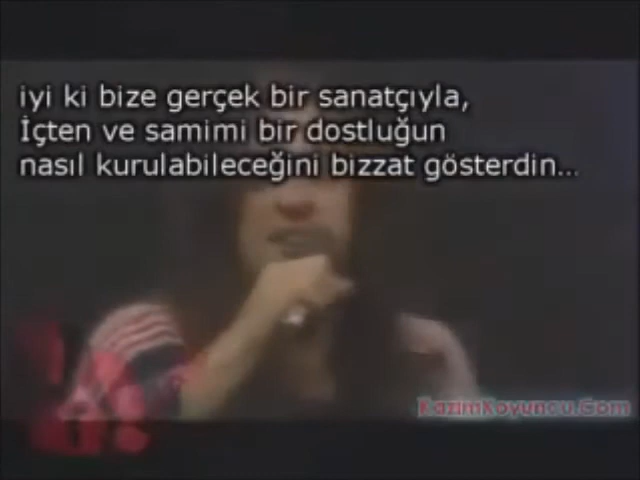 iyi ki bize gerçek bir sanatçıyla,
İçten ve samimi bir dostluğun
nasıl kurulabileceğini bizzat gösterdin...
KazimKoyuncu.Com